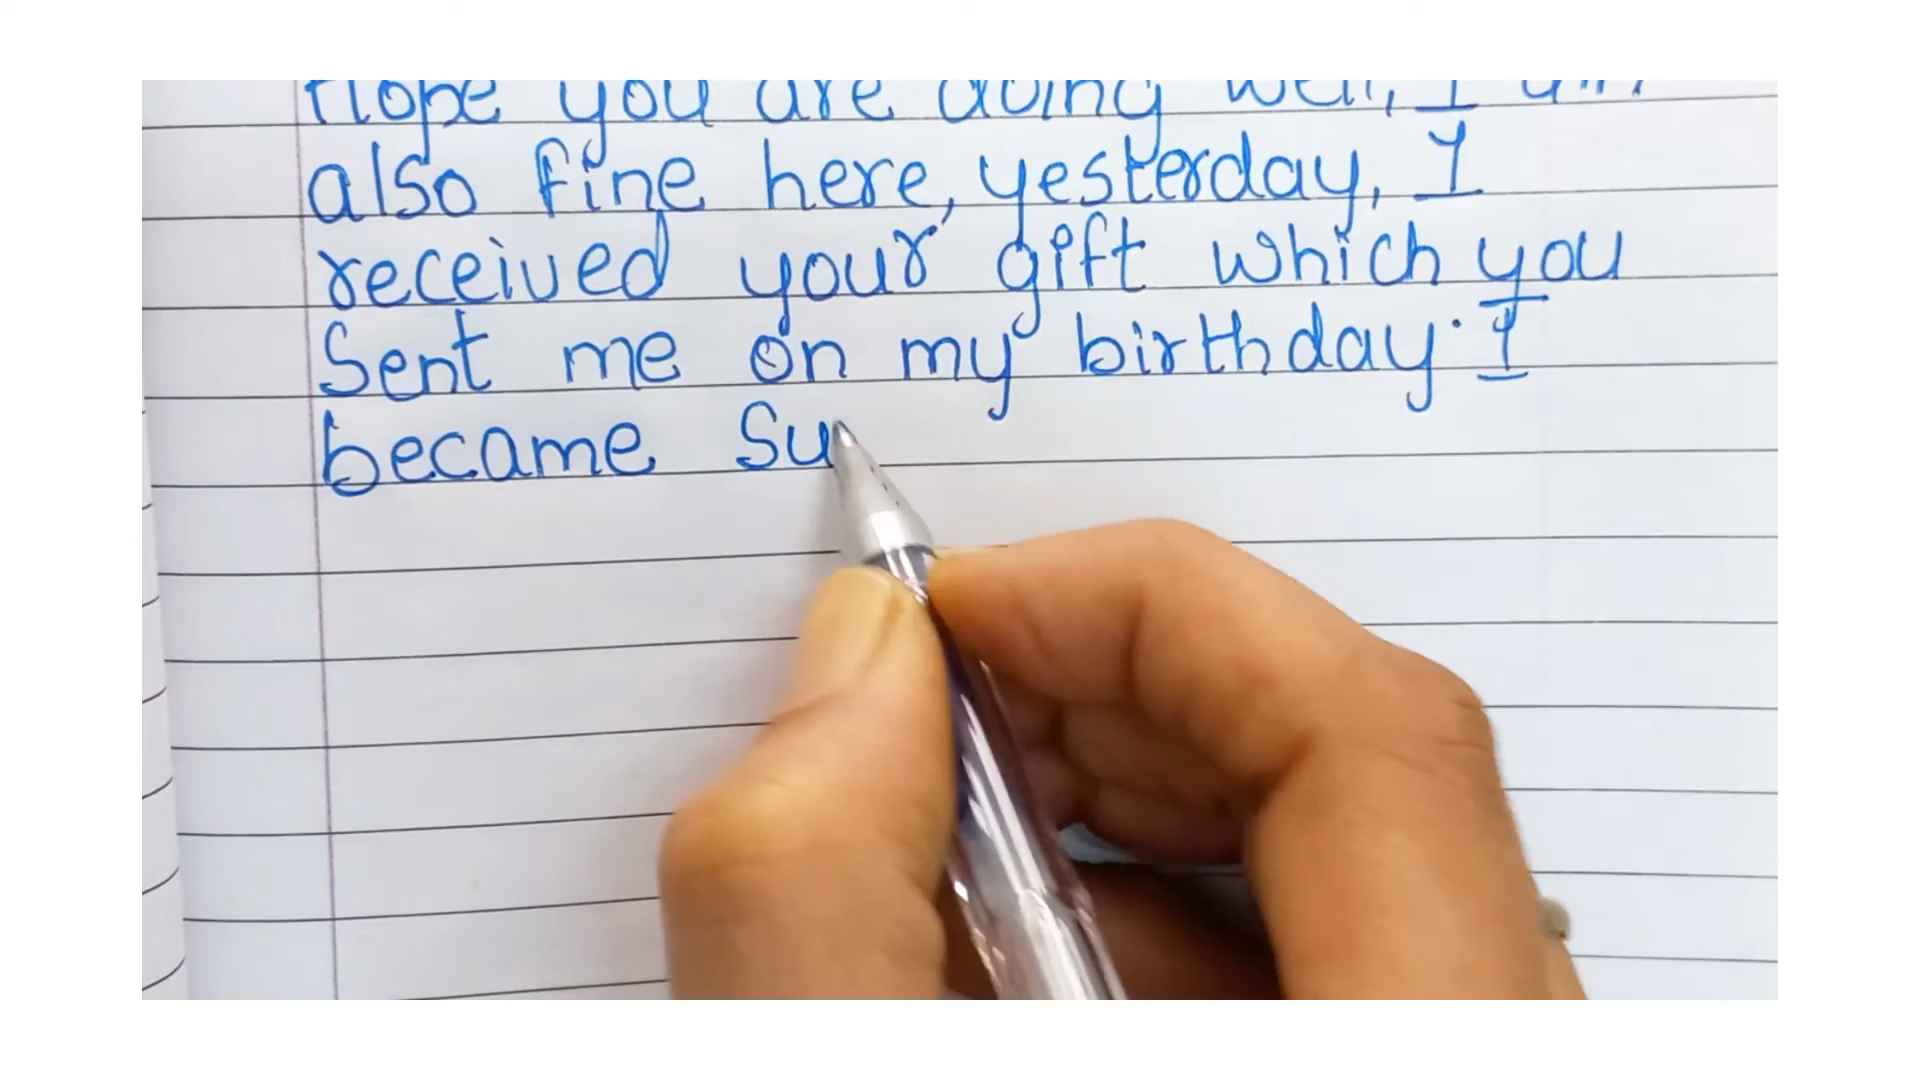 Hope you are doing well, I am
also fine here, yesterday, I
received your gift which you
Sent me on my birthday. I
became Su